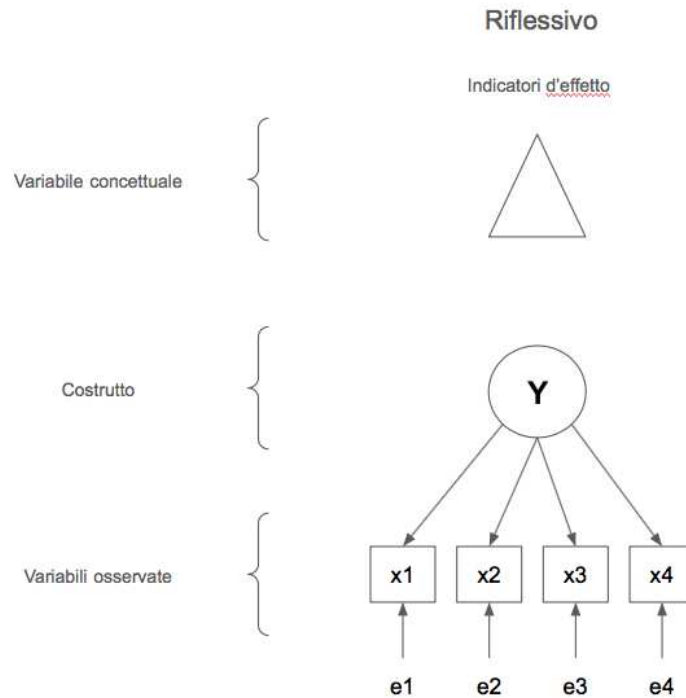 Riflessivo
Indicatori d'effetto
Variabile concettuale
Costrutto
Y
Variabili osservate
x1 x2 x3 x4
e1 e2 e3 e4